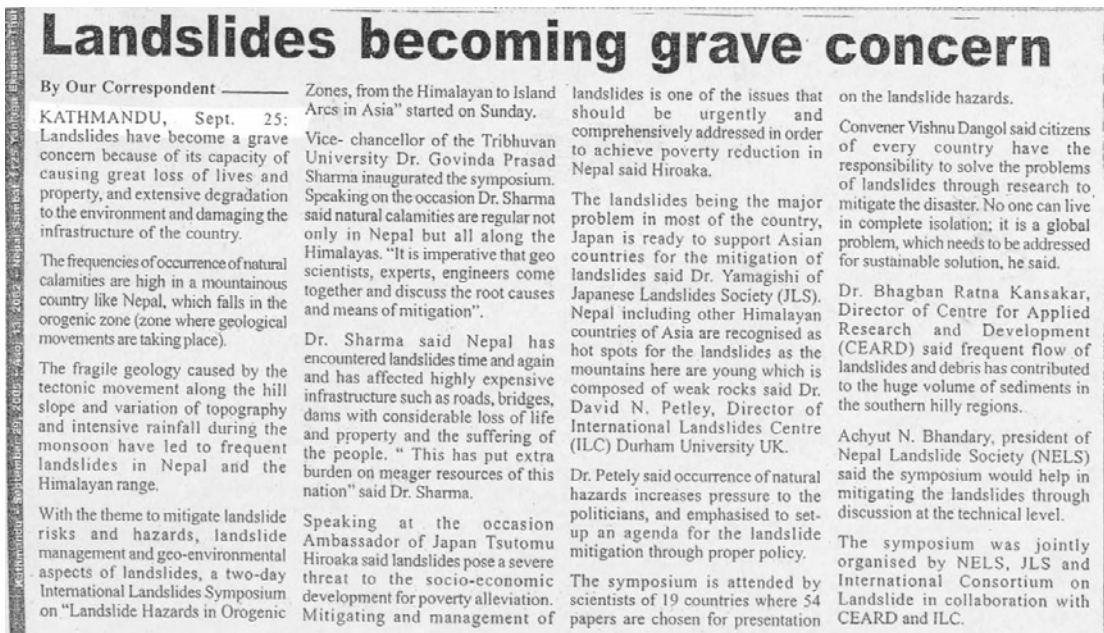 Landslides becoming grave concern
By Our Correspondent
KATHMANDU, Sept. 25:
Landslides have become a grave
concern because of its capacity of
causing great loss of lives and
property, and extensive degradation
to the environment and damaging the
infrastructure of the country.
The frequencies of occurrence of natural
calamities are high in a mountainous
country like Nepal, which falls in the
orogenic zone (zone where geological
movements are taking place).
The fragile geology caused by the
tectonic movement along the hill
slope and variation of topography
and intensive rainfall during the
monsoon have led to frequent
landslides in Nepal and the
Himalayan range.
With the theme to mitigate landslide
risks and hazards, landslide
management and geo-environmental
aspects of landslides, a two-day
International Landslides Symposium
on "Landslide Hazards in Orogenic
Zones, from the Himalayan to Island
Arcs in Asia" started on Sunday.
Vice- chancellor of the Tribhuvan
University Dr. Govinda Prasad
Sharma inaugurated the symposium.
Speaking on the occasion Dr. Sharma
said natural calamities are regular not
only in Nepal but all along the
Himalayas. "It is imperative that geo
scientists, experts, engineers come
together and discuss the root causes
and means of mitigation".
Dr. Sharma said Nepal has
encountered landslides time and again
and has affected highly expensive
infrastructure such as roads, bridges,
dams with considerable loss of life
and property and the suffering of
the people. " This has put extra
burden on meager resources of this
nation" said Dr. Sharma.
Speaking at the occasion
Ambassador of Japan Tsutomu
Hiroaka said landslides pose a severe
threat to the socio-economic
development for poverty alleviation.
Mitigating and management of
landslides is one of the issues that
should be urgently and
comprehensively addressed in order
to achieve poverty reduction in
Nepal said Hiroaka.
The landslides being the major
problem in most of the country,
Japan is ready to support Asian
countries for the mitigation of
landslides said Dr. Yamagishi of
Japanese Landslides Society (JLS).
Nepal including other Himalayan
countries of Asia are recognised as
hot spots for the landslides as the
mountains here are young which is
composed of weak rocks said Dr.
David N. Petley, Director of
International Landslides Centre
(ILC) Durham University UK.
Dr. Petely said occurrence of natural
hazards increases pressure to the
politicians, and emphasised to set-
up an agenda for the landslide
mitigation through proper policy.
The symposium is attended by
scientists of 19 countries where 54
papers are chosen for presentation
on the landslide hazards.
Convener Vishnu Dangol said citizens
of every country have the
responsibility to solve the problems
of landslides through research to
mitigate the disaster. No one can live
in complete isolation; it is a global
problem, which needs to be addressed
for sustainable solution, he said.
Dr. Bhagban Ratna Kansakar,
Director of Centre for Applied
Research and Development
(CEARD) said frequent flow of
landslides and debris has contributed
to the huge volume of sediments in
the southern hilly regions.
Achyut N. Bhandary, president of
Nepal Landslide Society (NELS)
said the symposium would help in
mitigating the landslides through
discussion at the technical level.
The symposium was jointly
organised by NELS, JLS and
International Consortium on
Landslide in collaboration with
CEARD and ILC.